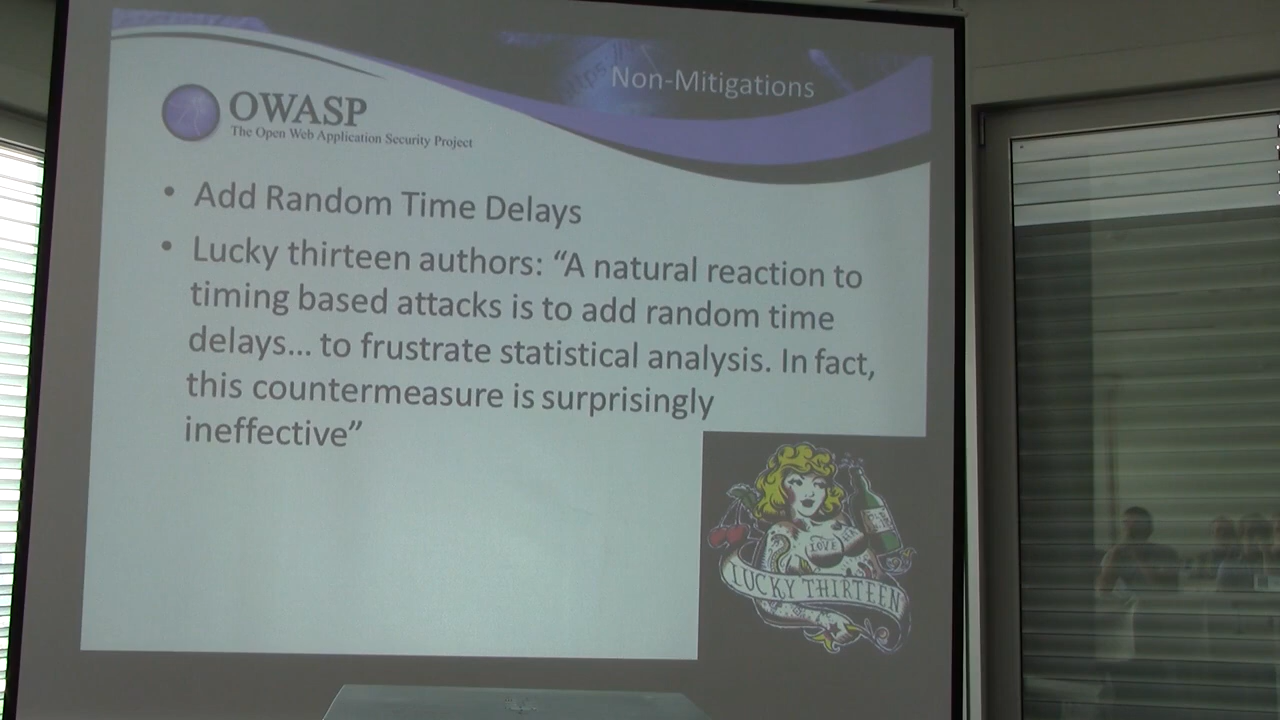 Non-Mitigations
OWASP
The Open Web Application Security Project
• Add Random Time Delays
• Lucky thirteen authors: “A natural reaction to
timing based attacks is to add random time
delays... to frustrate statistical analysis. In fact,
this countermeasure is surprisingly
ineffective”
LOVE
LUCKY THIRTEEN